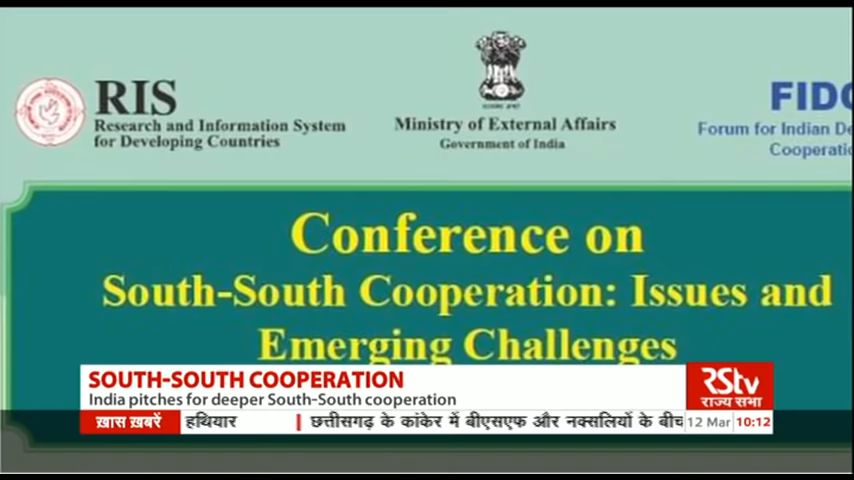 RIS
Research and Information System
for Developing Countries
Ministry of External Affairs
Government of India
FIDC
Forum for Indian De
Cooperatio
Conference on
South-South Cooperation: Issues and
Emerging Challenges
SOUTH-SOUTH COOPERATION
India pitches for deeper South-South cooperation
RSTV
राज्य सभा
ख़ास ख़बरें
हथियार
छत्तीसगढ़ के कांकेर में बीएसएफ और नक्सलियों के बीच
12 Mar
10:12